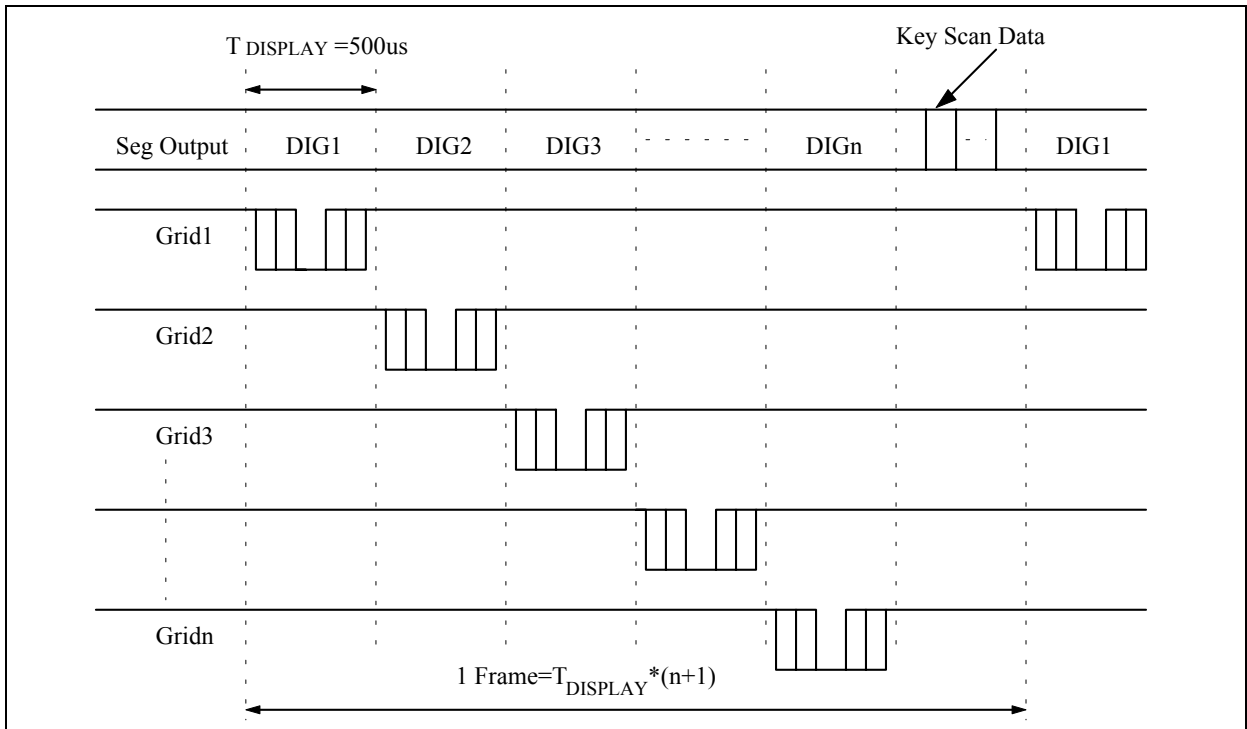 T DISPLAY =500us
Key Scan Data
Seg Output DIG1 DIG2 DIG3 DIGn DIG1
Grid1
Grid2
Grid3
Gridn
1 Frame=TDISPLAY*(n+1)